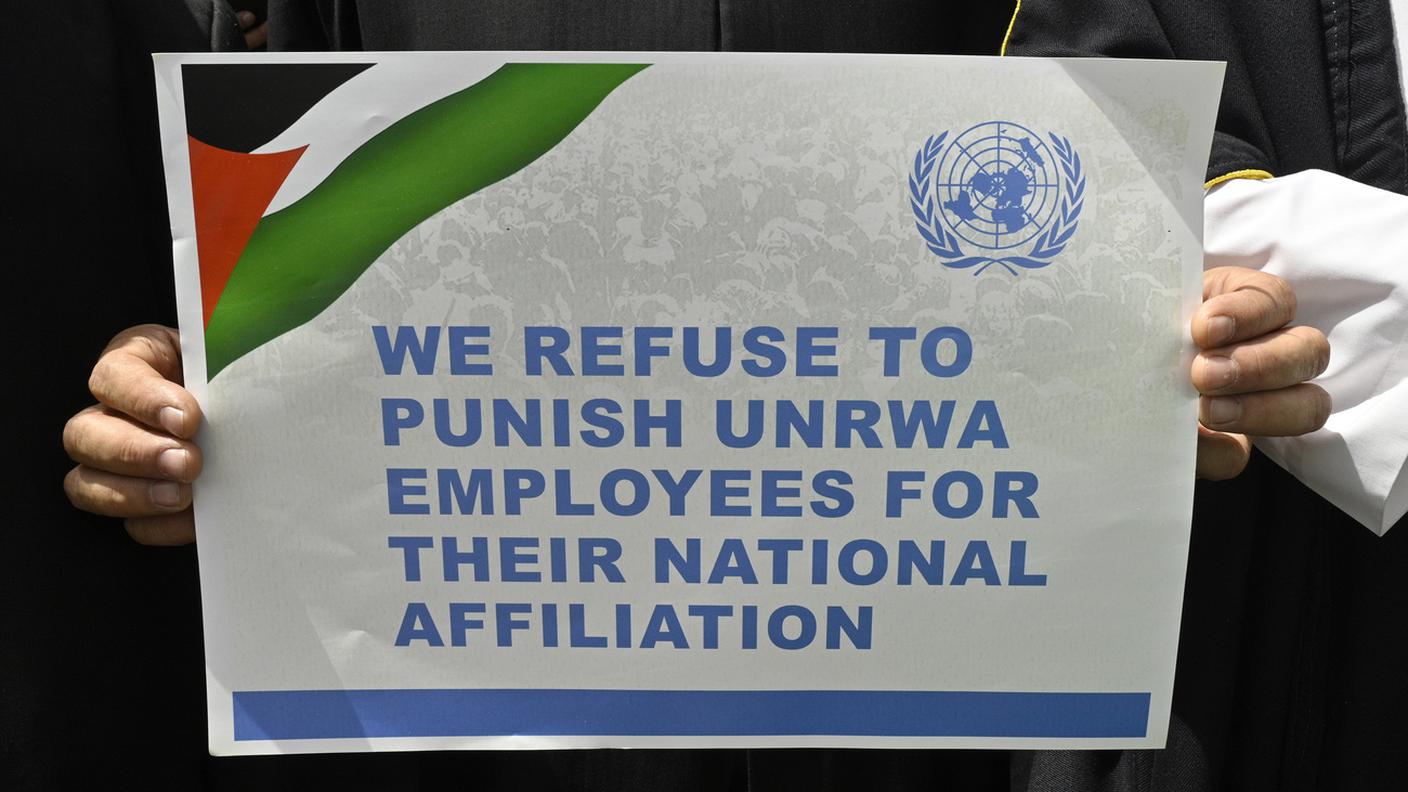 WE REFUSE TO
PUNISH UNRWA
EMPLOYEES FOR
THEIR NATIONAL
AFFILIATION